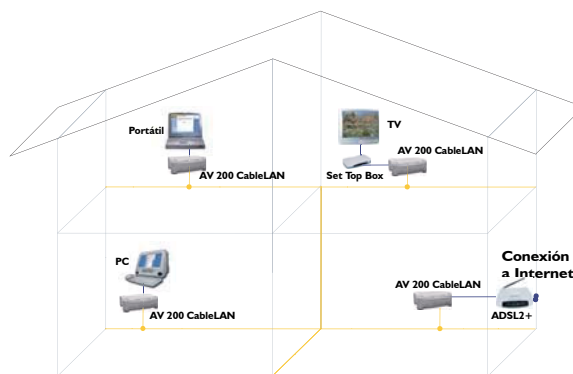 Portátil
AV 200 CableLAN
TV
AV 200 CableLAN
Set Top Box
PC
AV 200 CableLAN
Conexión
a Internet
AV 200 CableLAN
ADSL2+